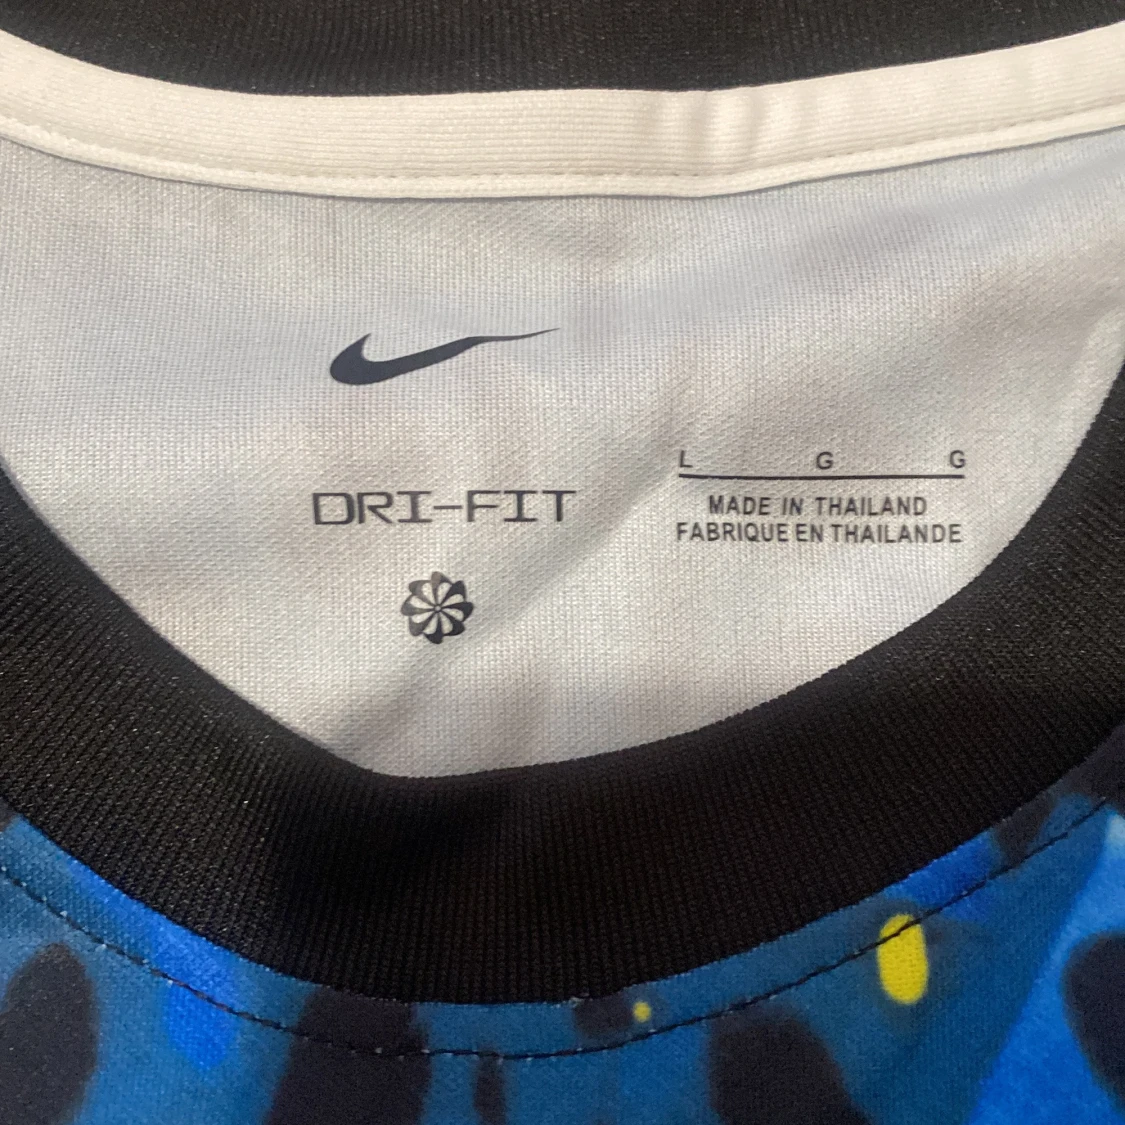 DRI-FIT
L G G
MADE IN THAILAND
FABRIQUE EN THAILANDE